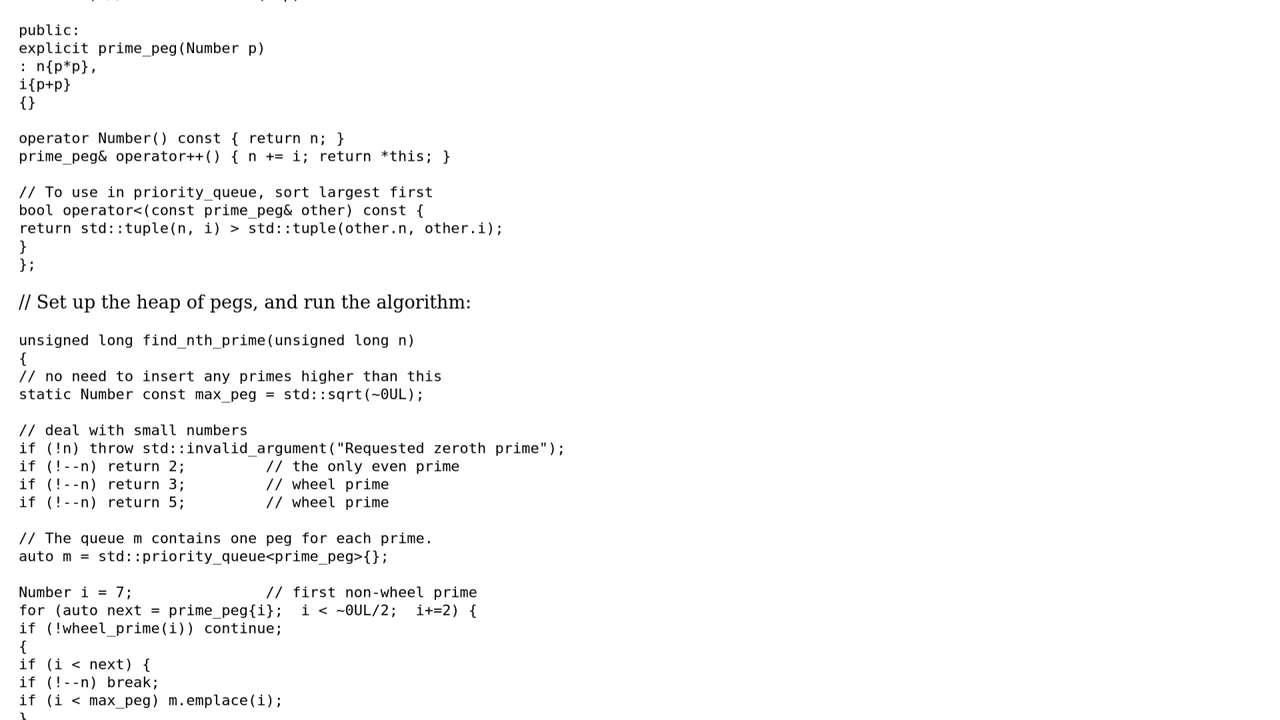 public:
explicit prime_peg(Number p)
: n{p*p},
i{p+p}
{}
operator Number() const { return n; }
prime_peg& operator++() { n += i; return *this; }
// To use in priority_queue, sort largest first
bool operator<(const prime_peg& other) const {
return std::tuple(n, i) > std::tuple(other.n, other.i);
}
};
// Set up the heap of pegs, and run the algorithm:
unsigned long find_nth_prime(unsigned long n)
{
// no need to insert any primes higher than this
static Number const max_peg = std::sqrt(~0UL);
// deal with small numbers
if (!n) throw std::invalid_argument("Requested zeroth prime");
if (!--n) return 2;         // the only even prime
if (!--n) return 3;         // wheel prime
if (!--n) return 5;         // wheel prime
// The queue m contains one peg for each prime.
auto m = std::priority_queue<prime_peg>{};
Number i = 7;               // first non-wheel prime
for (auto next = prime_peg{i};  i < ~0UL/2;  i+=2) {
if (!wheel_prime(i)) continue;
{
if (i < next) {
if (!--n) break;
if (i < max_peg) m.emplace(i);
}